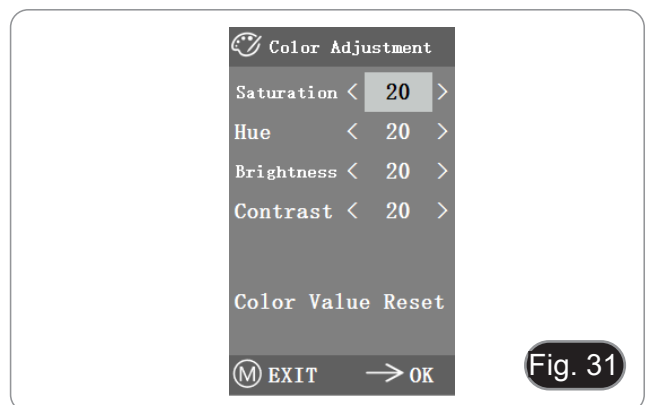 Color Adjustment
Saturation < 20 >
Hue < 20 >
Brightness < 20 >
Contrast < 20 >
Color Value Reset
M EXIT → OK
Fig. 31